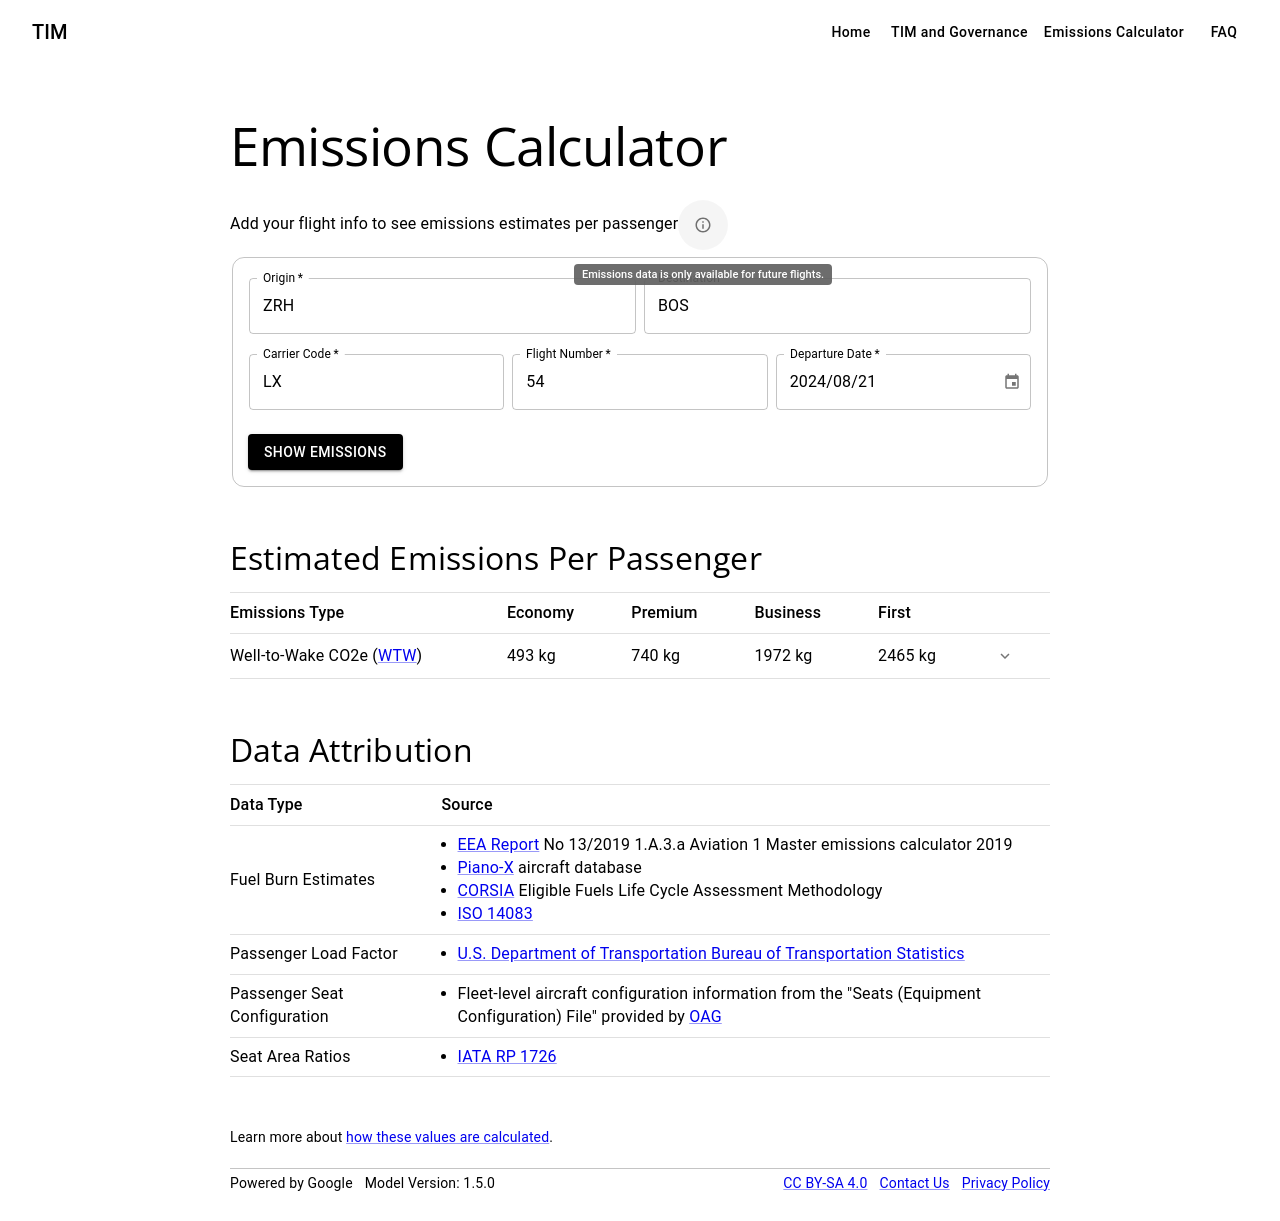 TIM
Home TIM and Governance Emissions Calculator FAQ
Emissions Calculator
Add your flight info to see emissions estimates per passenger
Emissions data is only available for future flights.
Origin *
ZRH
BOS
Carrier Code * Flight Number * Departure Date *
LX 54 2024/08/21
SHOW EMISSIONS
Estimated Emissions Per Passenger
Emissions Type Economy Premium Business First
Well-to-Wake CO2e (WTW) 493 kg 740 kg 1972 kg 2465 kg
Data Attribution
Data Type Source
Fuel Burn Estimates
EEA Report No 13/2019 1.A.3.a Aviation 1 Master emissions calculator 2019
Piano-X aircraft database
CORSIA Eligible Fuels Life Cycle Assessment Methodology
ISO 14083
Passenger Load Factor
U.S. Department of Transportation Bureau of Transportation Statistics
Passenger Seat
Configuration
Fleet-level aircraft configuration information from the "Seats (Equipment
Configuration) File" provided by OAG
Seat Area Ratios
IATA RP 1726
Learn more about how these values are calculated.
Powered by Google Model Version: 1.5.0 CC BY-SA 4.0 Contact Us Privacy Policy